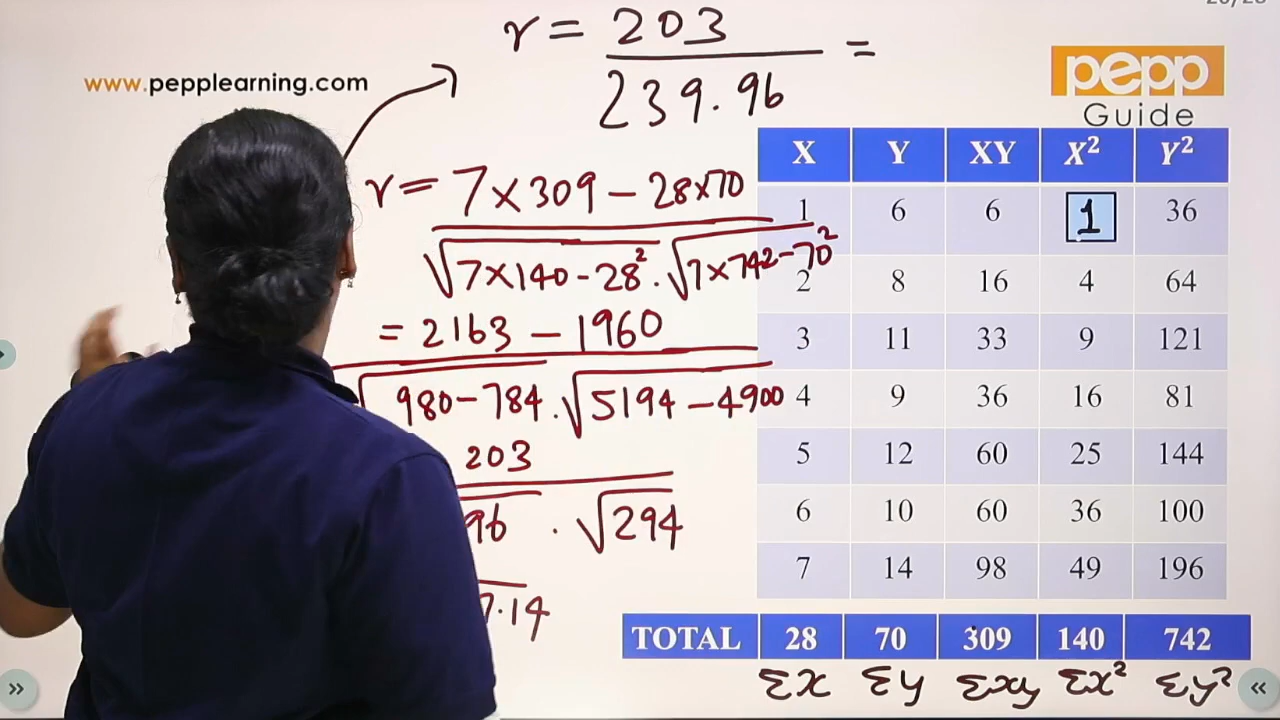 r = 203 / 239.96 =
www.pepplearning.com
pepp
Guide
r = 7×309 − 28×70
√7×140 − 28² . √7×742 − 70²
= 2163 − 1960
√980 − 784 . √5194 − 4900
203
96 . √294
7.14
X Y XY X² Y²
1 6 6 1 36
2 8 16 4 64
3 11 33 9 121
4 9 36 16 81
5 12 60 25 144
6 10 60 36 100
7 14 98 49 196
TOTAL 28 70 309 140 742
Σx Σy Σxy Σx² Σy²